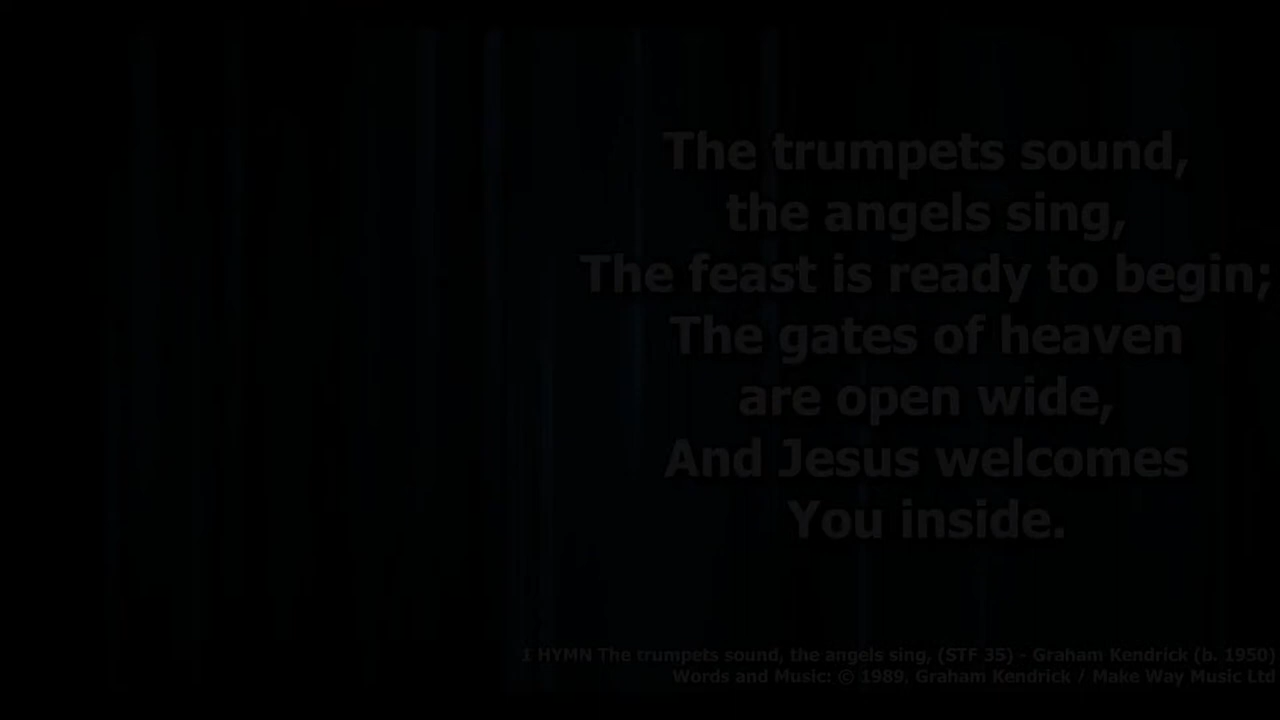 The trumpets sound,
the angels sing,
The feast is ready to begin;
The gates of heaven
are open wide,
And Jesus welcomes
You inside.
1 HYMN The trumpets sound, the angels sing, (STF 35) - Graham Kendrick (b. 1950)
Words and Music: © 1989, Graham Kendrick / Make Way Music Ltd